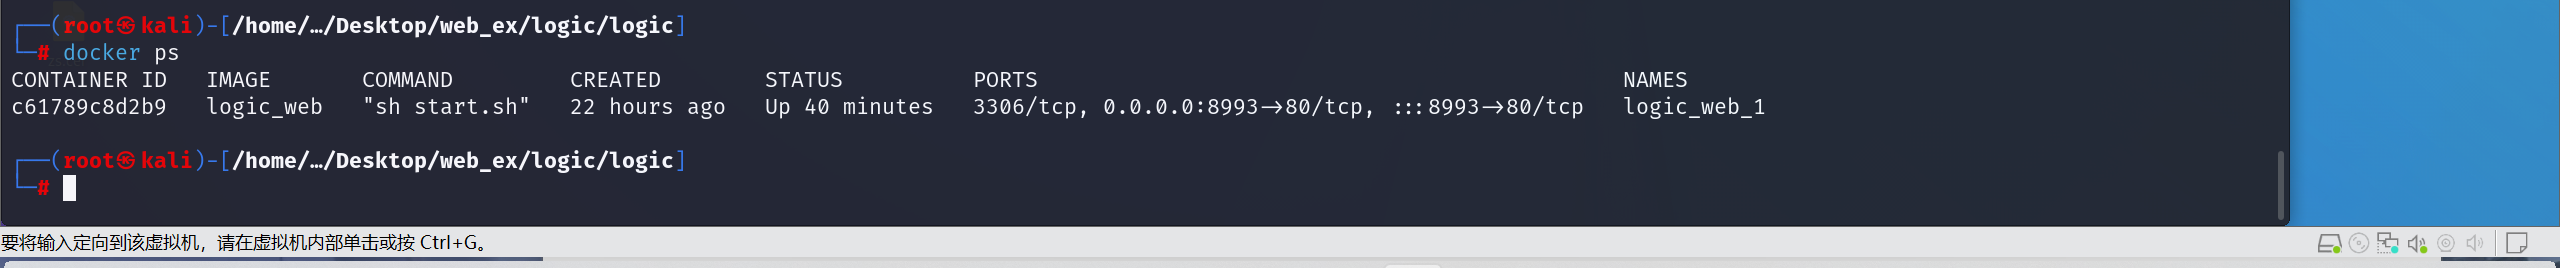 ┌──(root㉿kali)-[/home/…/Desktop/web_ex/logic/logic]
└─# docker ps
CONTAINER ID   IMAGE       COMMAND         CREATED        STATUS          PORTS                                            NAMES
c61789c8d2b9   logic_web   "sh start.sh"   22 hours ago   Up 40 minutes   3306/tcp, 0.0.0.0:8993->80/tcp, :::8993->80/tcp   logic_web_1
┌──(root㉿kali)-[/home/…/Desktop/web_ex/logic/logic]
└─#
要将输入定向到该虚拟机，请在虚拟机内部单击或按 Ctrl+G。